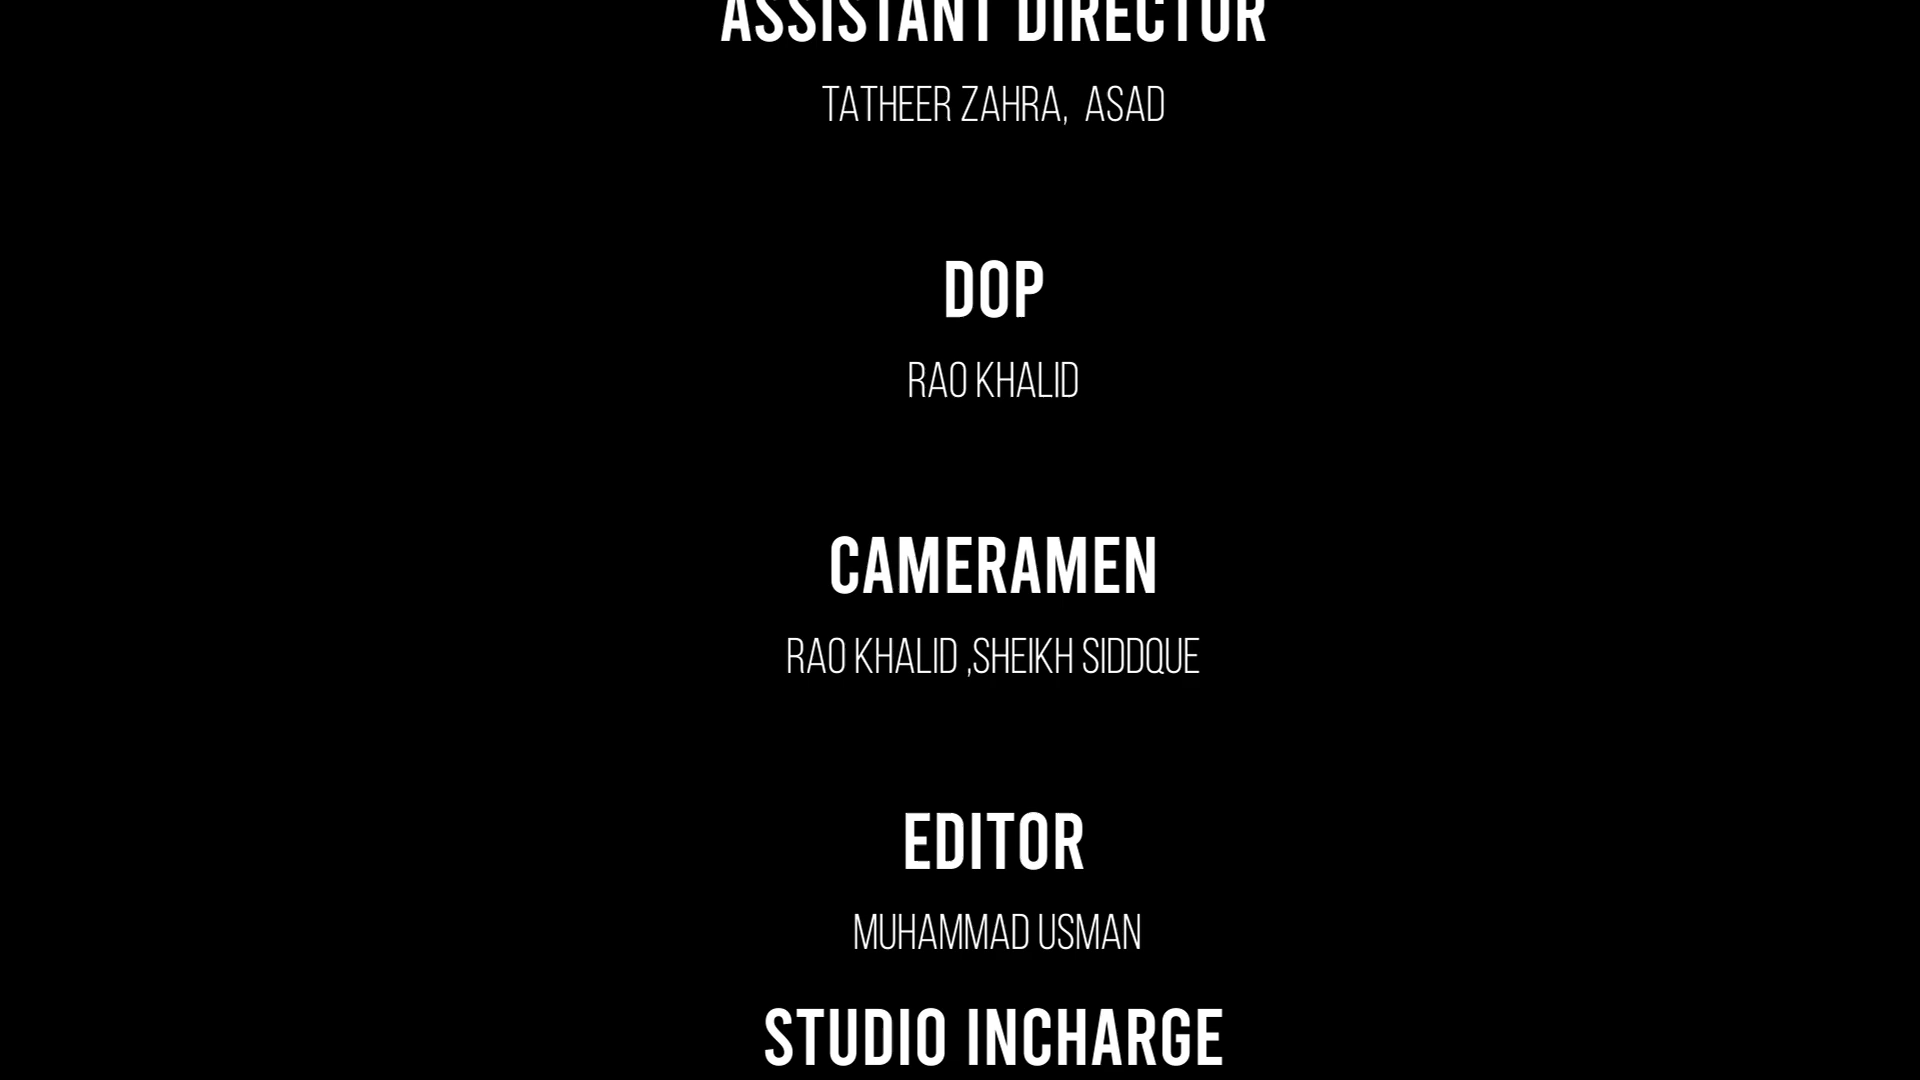 ASSISTANT DIRECTOR
TATHEER ZAHRA, ASAD
DOP
RAO KHALID
CAMERAMEN
RAO KHALID ,SHEIKH SIDDQUE
EDITOR
MUHAMMAD USMAN
STUDIO INCHARGE